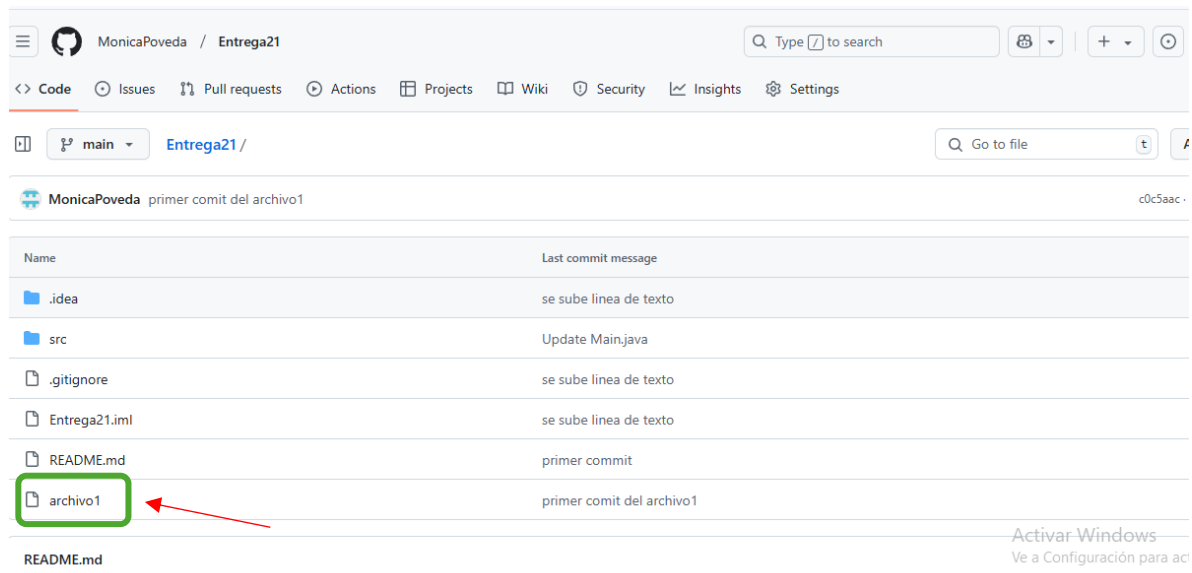 MonicaPoveda / Entrega21
Type / to search
Code Issues Pull requests Actions Projects Wiki Security Insights Settings
main Entrega21 /
Go to file t
MonicaPoveda primer comit del archivo1 c0c5aac ·
Name Last commit message
.idea se sube linea de texto
src Update Main.java
.gitignore se sube linea de texto
Entrega21.iml se sube linea de texto
README.md primer commit
archivo1 primer comit del archivo1
Activar Windows
Ve a Configuración para
README.md